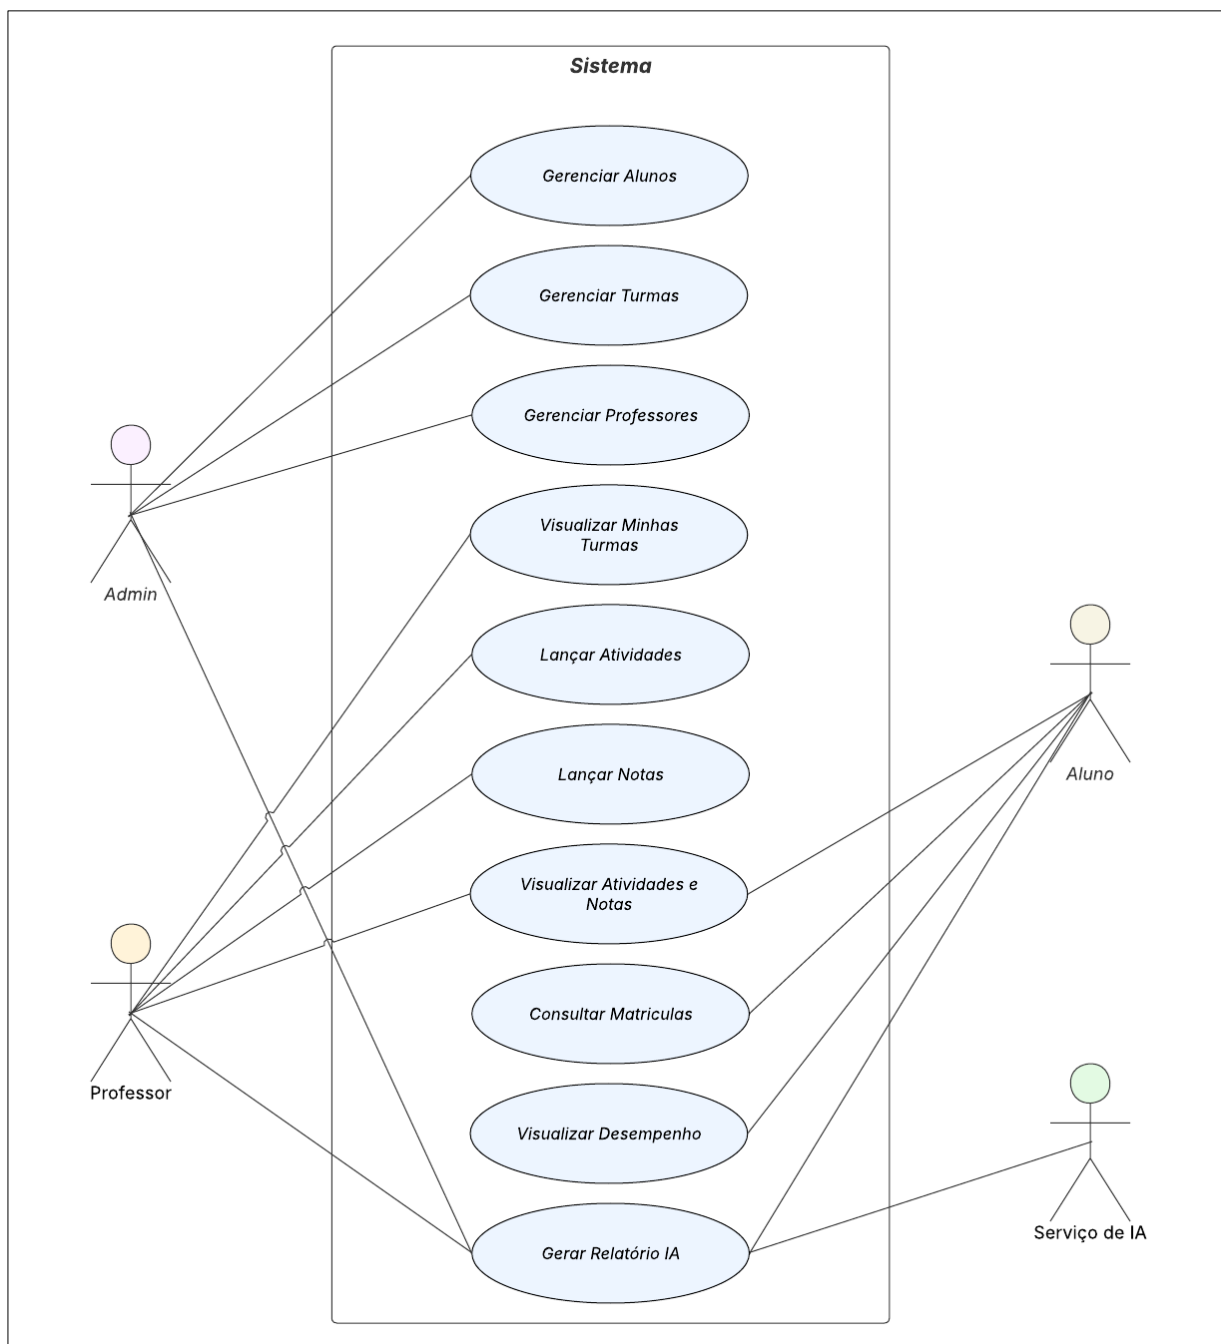 Sistema
Gerenciar Alunos
Gerenciar Turmas
Gerenciar Professores
Visualizar Minhas
Turmas
Admin
Lançar Atividades
Lançar Notas
Aluno
Visualizar Atividades e
Notas
Consultar Matriculas
Professor
Visualizar Desempenho
Serviço de IA
Gerar Relatório IA